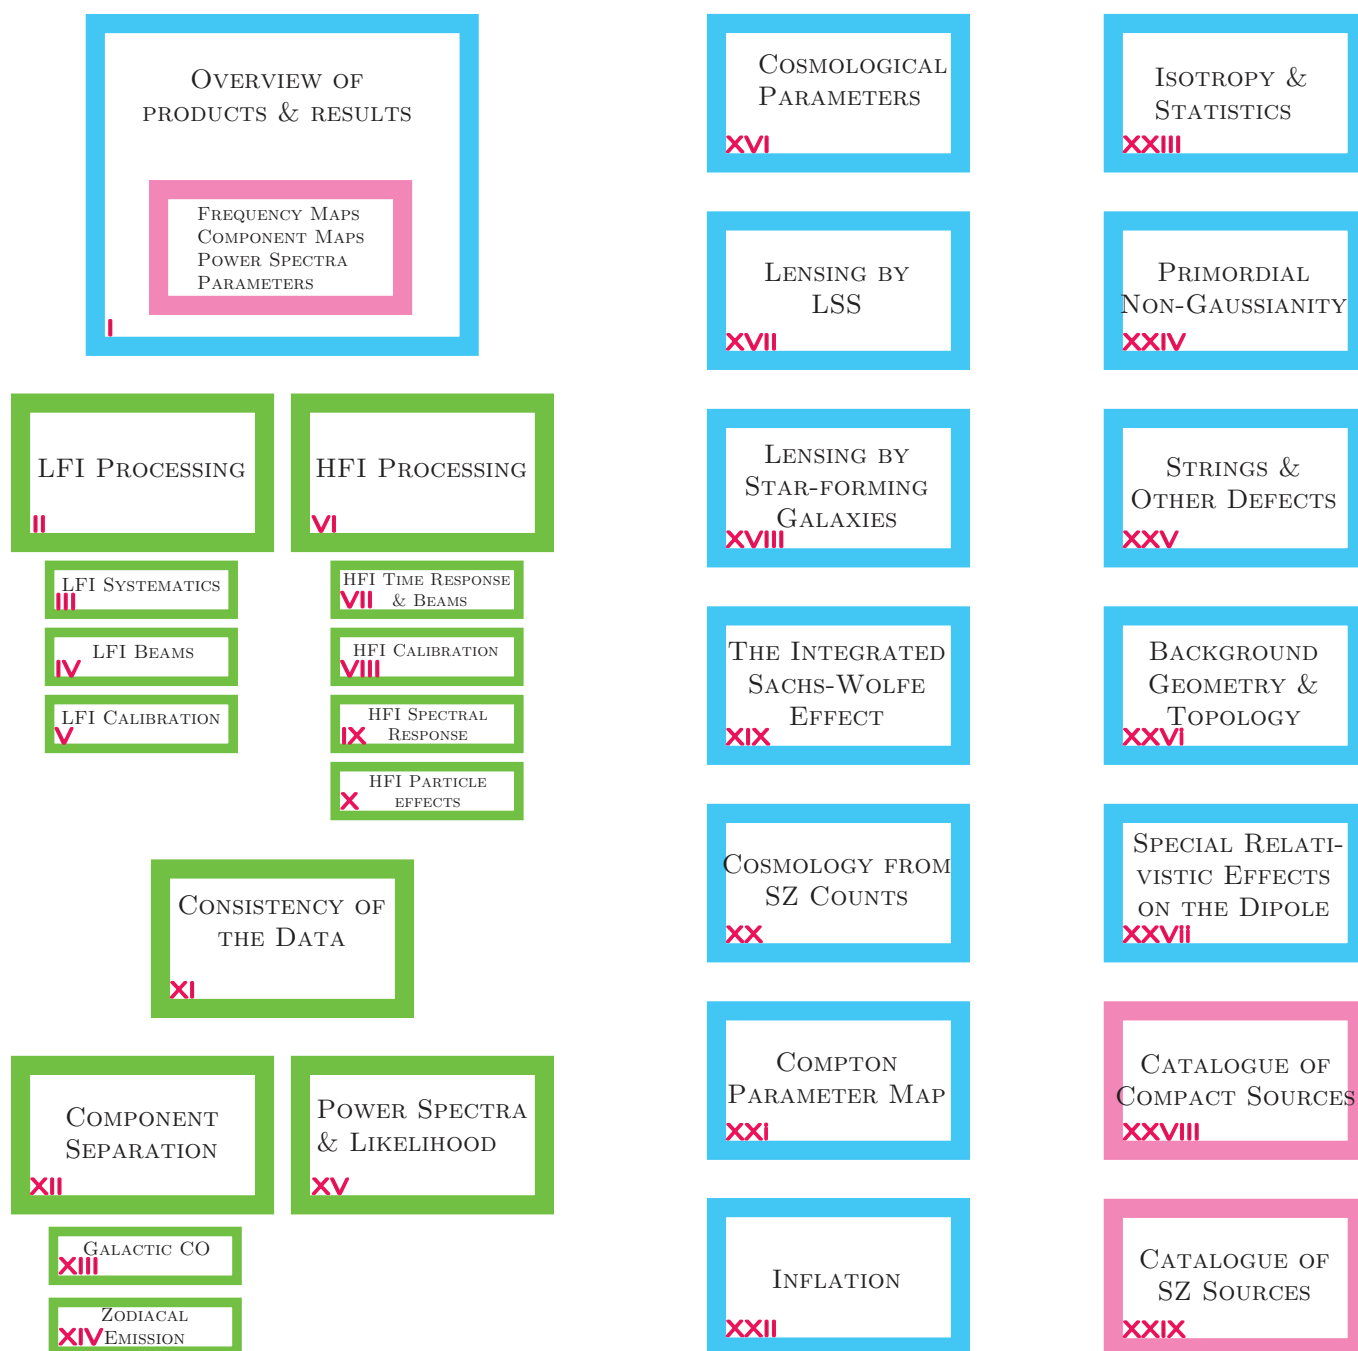 Overview of
products & results
Frequency Maps
Component Maps
Power Spectra
Parameters
I
LFI Processing
II
HFI Processing
VI
LFI Systematics
III
LFI Beams
IV
LFI Calibration
V
HFI Time Response
& Beams
VII
HFI Calibration
VIII
HFI Spectral
Response
IX
HFI Particle
effects
X
Consistency of
the Data
XI
Component
Separation
XII
Power Spectra
& Likelihood
XV
Galactic CO
XIII
Zodiacal
Emission
XIV
Cosmological
Parameters
XVI
Lensing by
LSS
XVII
Lensing by
Star-forming
Galaxies
XVIII
The Integrated
Sachs-Wolfe
Effect
XIX
Cosmology from
SZ Counts
XX
Compton
Parameter Map
XXi
Inflation
XXII
Isotropy &
Statistics
XXIII
Primordial
Non-Gaussianity
XXIV
Strings &
Other Defects
XXV
Background
Geometry &
Topology
XXVi
Special Relati-
vistic Effects
on the Dipole
XXVii
Catalogue of
Compact Sources
XXVIII
Catalogue of
SZ Sources
XXIX